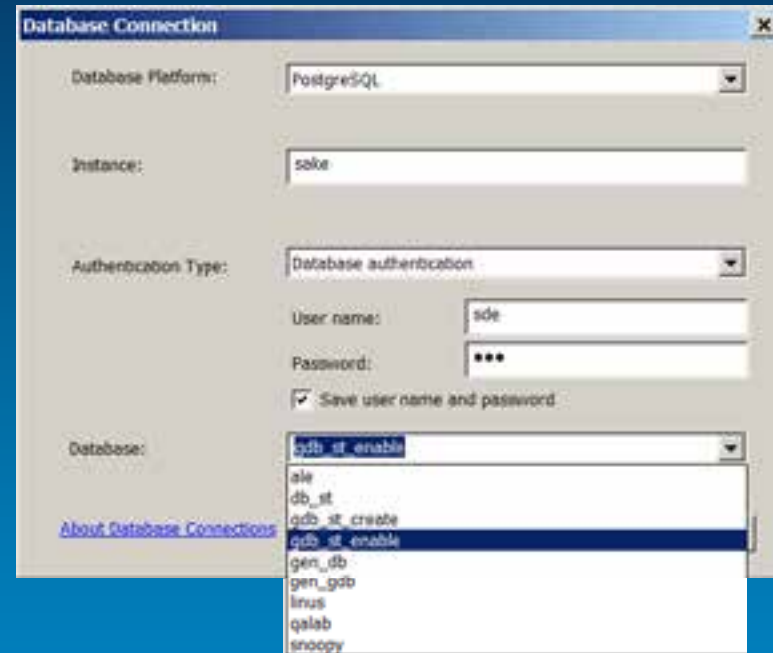 Database Connection
Database Platform: PostgreSQL
Instance: sake
Authentication Type: Database authentication
User name: sde
Password: •••
Save user name and password
Database: gdb_st_enable
ale
db_st
gdb_st_create
About Database Connections
gdb_st_enable
gen_db
gen_gdb
linus
qalab
snoopy